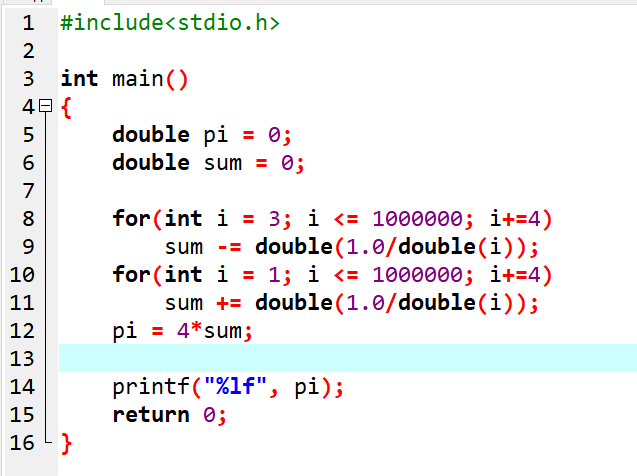 1 #include<stdio.h>
2
3 int main()
4 {
5     double pi = 0;
6     double sum = 0;
7
8     for(int i = 3; i <= 1000000; i+=4)
9         sum -= double(1.0/double(i));
10     for(int i = 1; i <= 1000000; i+=4)
11         sum += double(1.0/double(i));
12     pi = 4*sum;
13
14     printf("%lf", pi);
15     return 0;
16 }